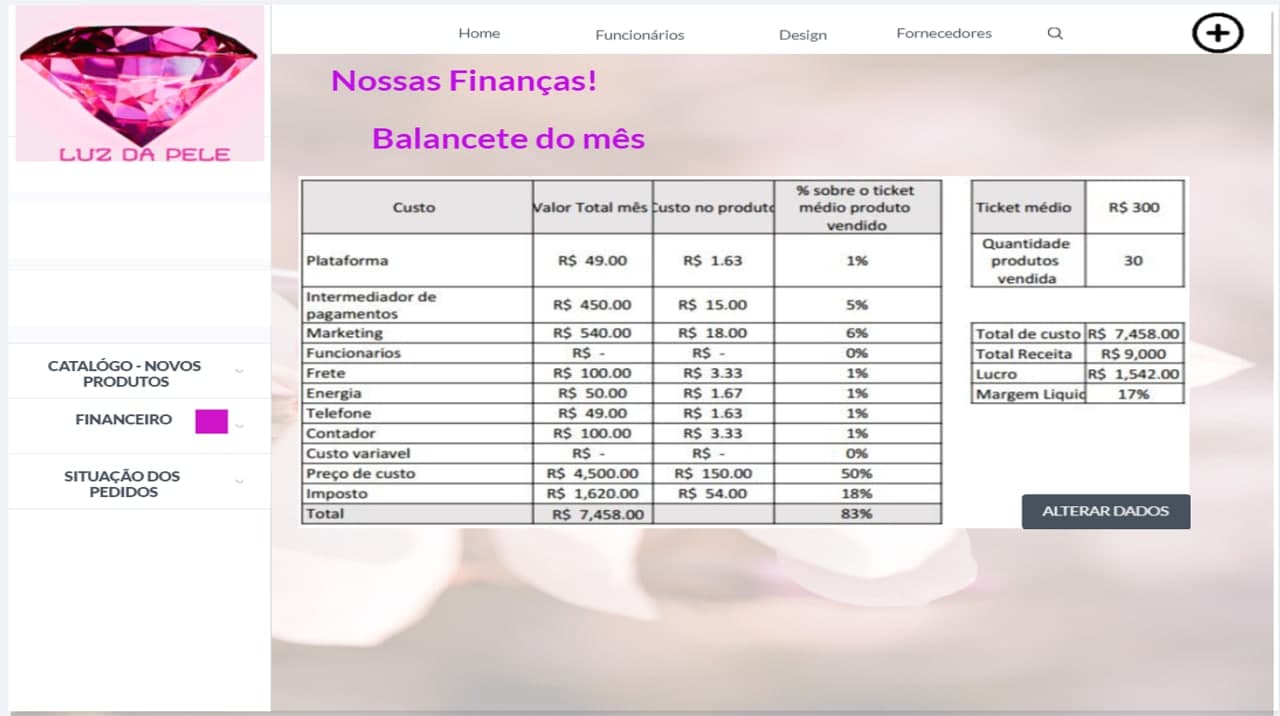 Home Funcionários Design Fornecedores
LUZ DA PELE
CATALÓGO - NOVOS
PRODUTOS
FINANCEIRO
SITUAÇÃO DOS
PEDIDOS
Nossas Finanças!
Balancete do mês
Custo Valor Total mês Custo no produto % sobre o ticket
médio produto
vendido
Plataforma R$ 49.00 R$ 1.63 1%
Intermediador de
pagamentos R$ 450.00 R$ 15.00 5%
Marketing R$ 540.00 R$ 18.00 6%
Funcionarios R$ - R$ - 0%
Frete R$ 100.00 R$ 3.33 1%
Energia R$ 50.00 R$ 1.67 1%
Telefone R$ 49.00 R$ 1.63 1%
Contador R$ 100.00 R$ 3.33 1%
Custo variavel R$ - R$ - 0%
Preço de custo R$ 4,500.00 R$ 150.00 50%
Imposto R$ 1,620.00 R$ 54.00 18%
Total R$ 7,458.00 83%
Ticket médio R$ 300
Quantidade
produtos
vendida 30
Total de custo R$ 7,458.00
Total Receita R$ 9,000
Lucro R$ 1,542.00
Margem Liquid 17%
ALTERAR DADOS